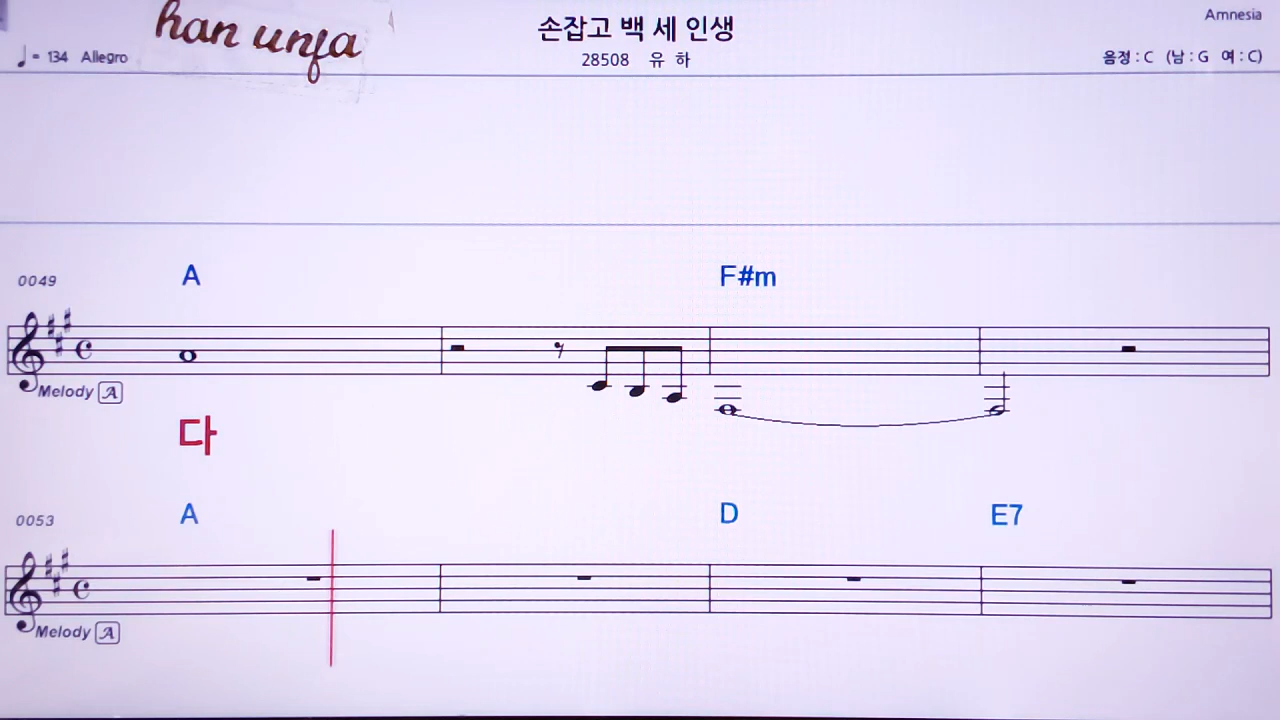 han unja
손잡고 백 세 인생
Amnesia
♩= 134 Allegro
28508 유 하
음정 : C (남 : G 여 : C)
0049
A
F#m
Melody A
다
0053
A
D
E7
Melody A